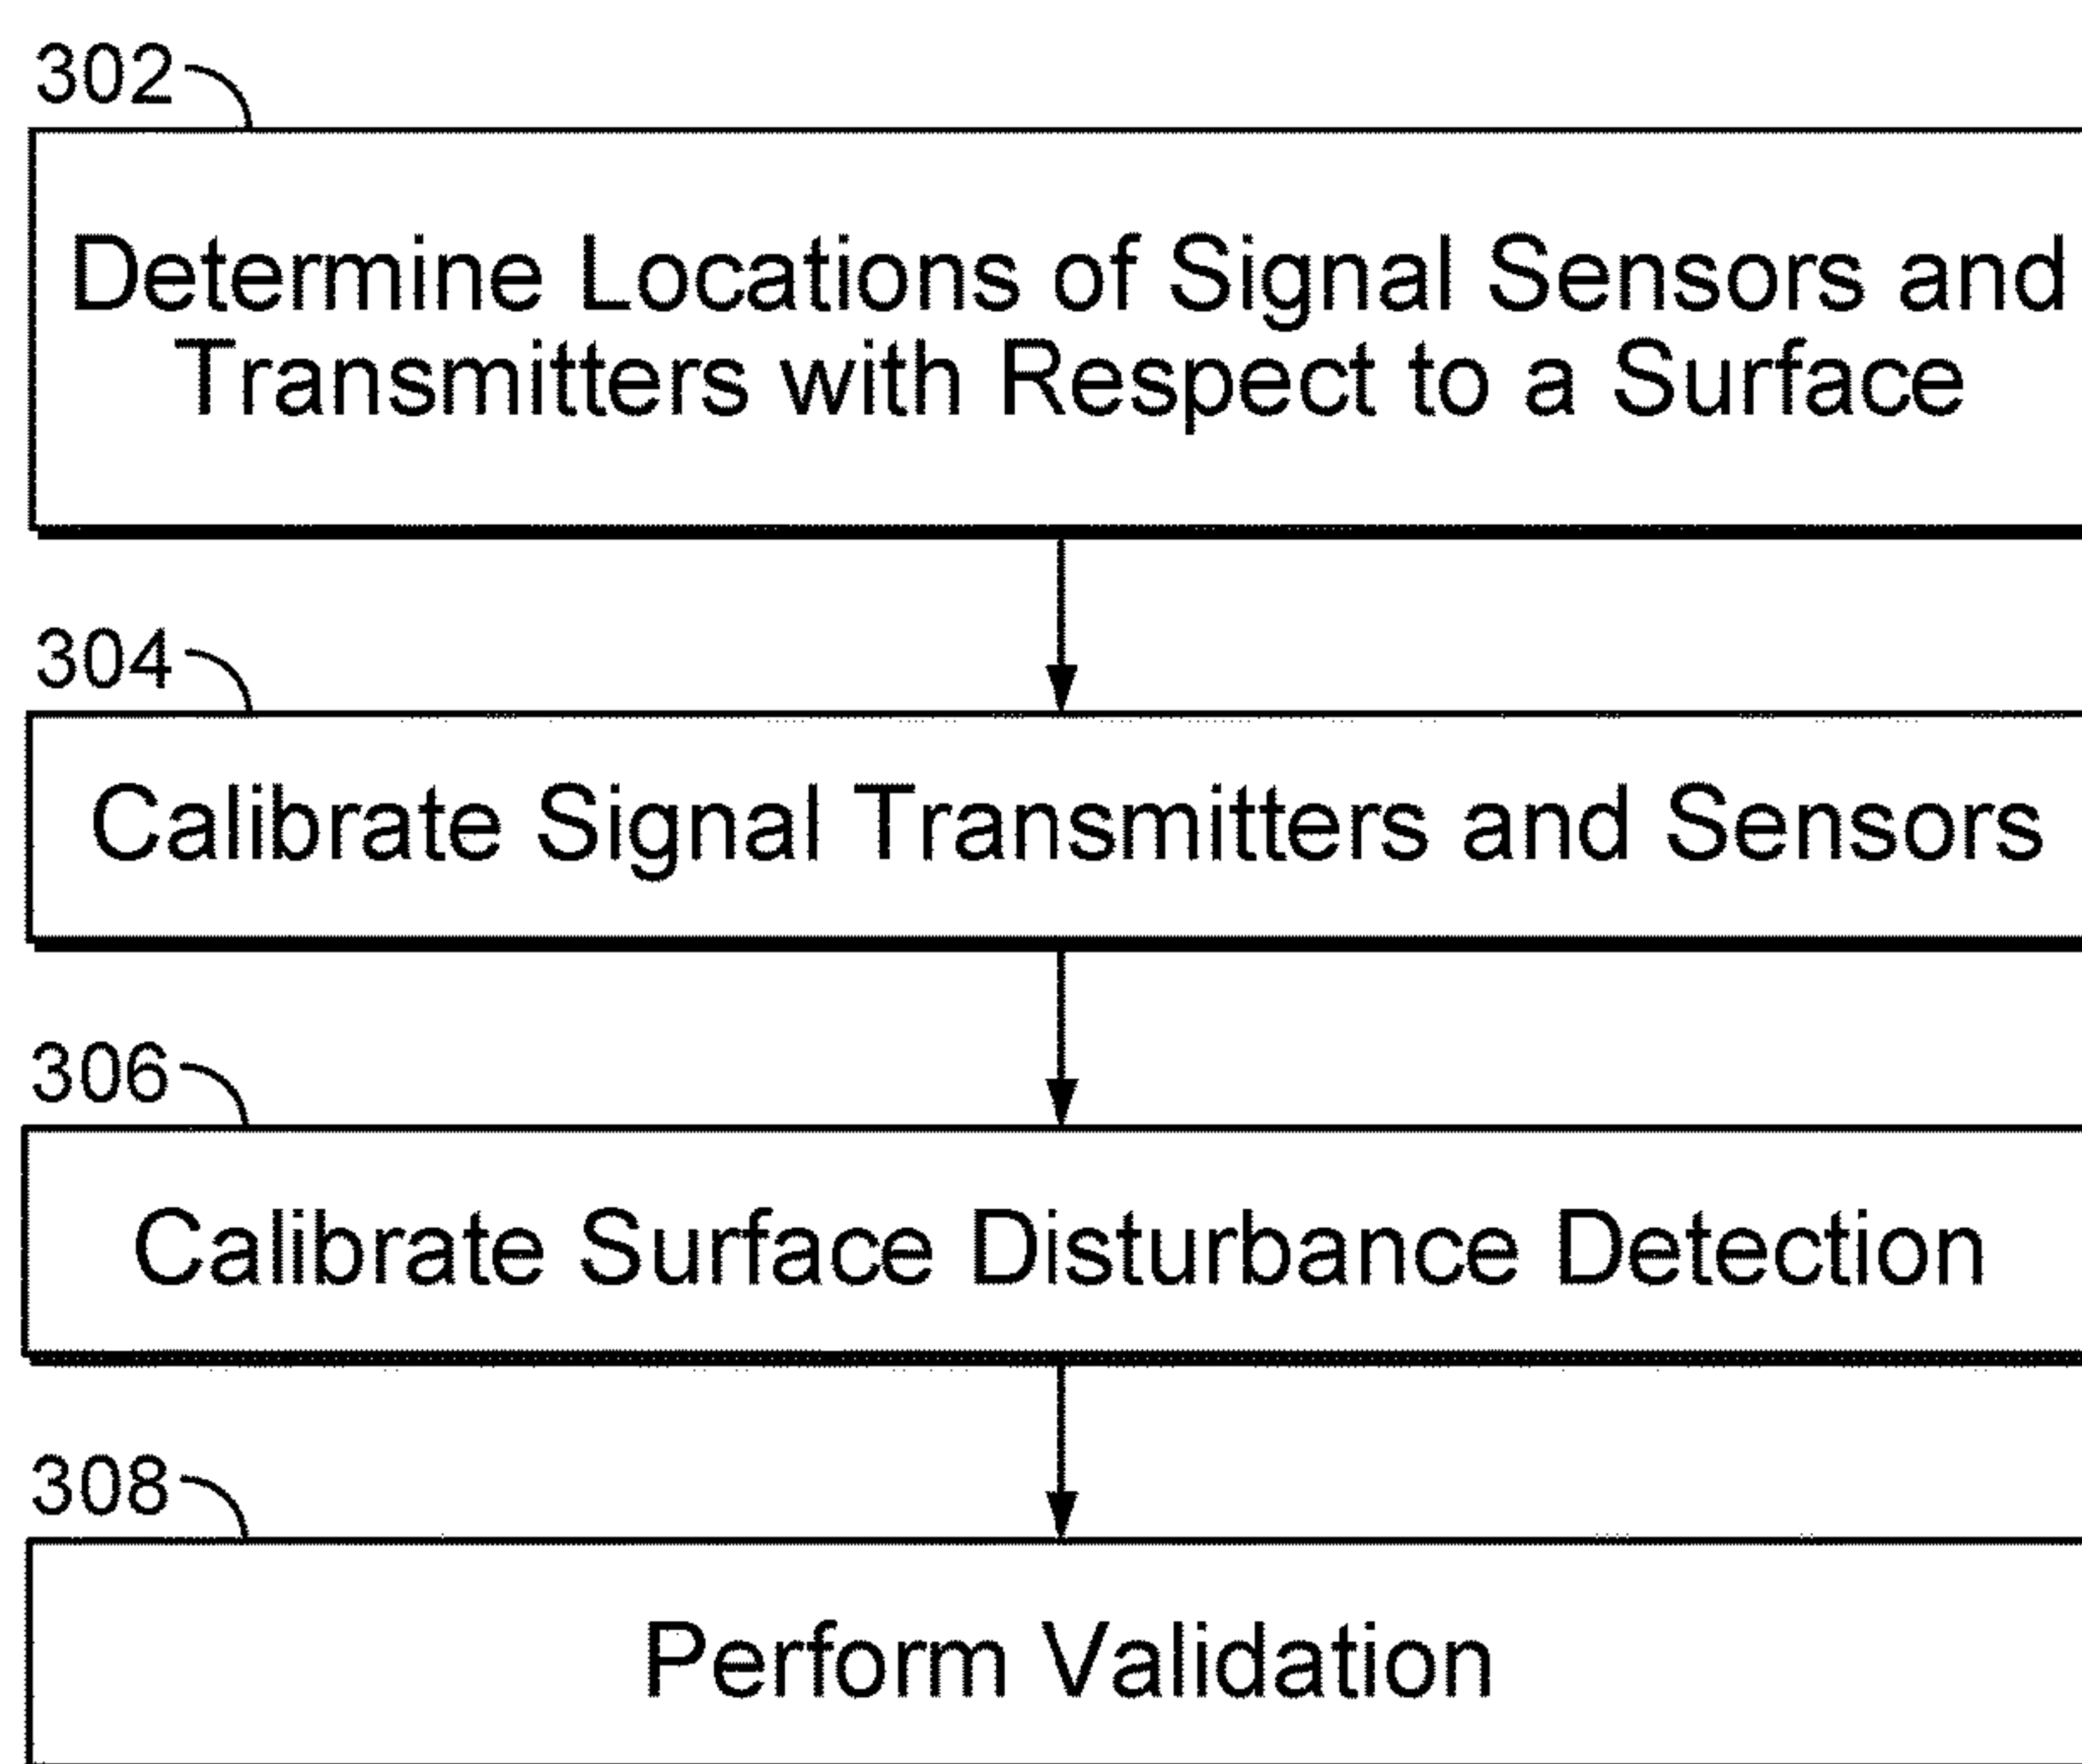 302
Determine Locations of Signal Sensors and
Transmitters with Respect to a Surface
304
Calibrate Signal Transmitters and Sensors
306
Calibrate Surface Disturbance Detection
308
Perform Validation